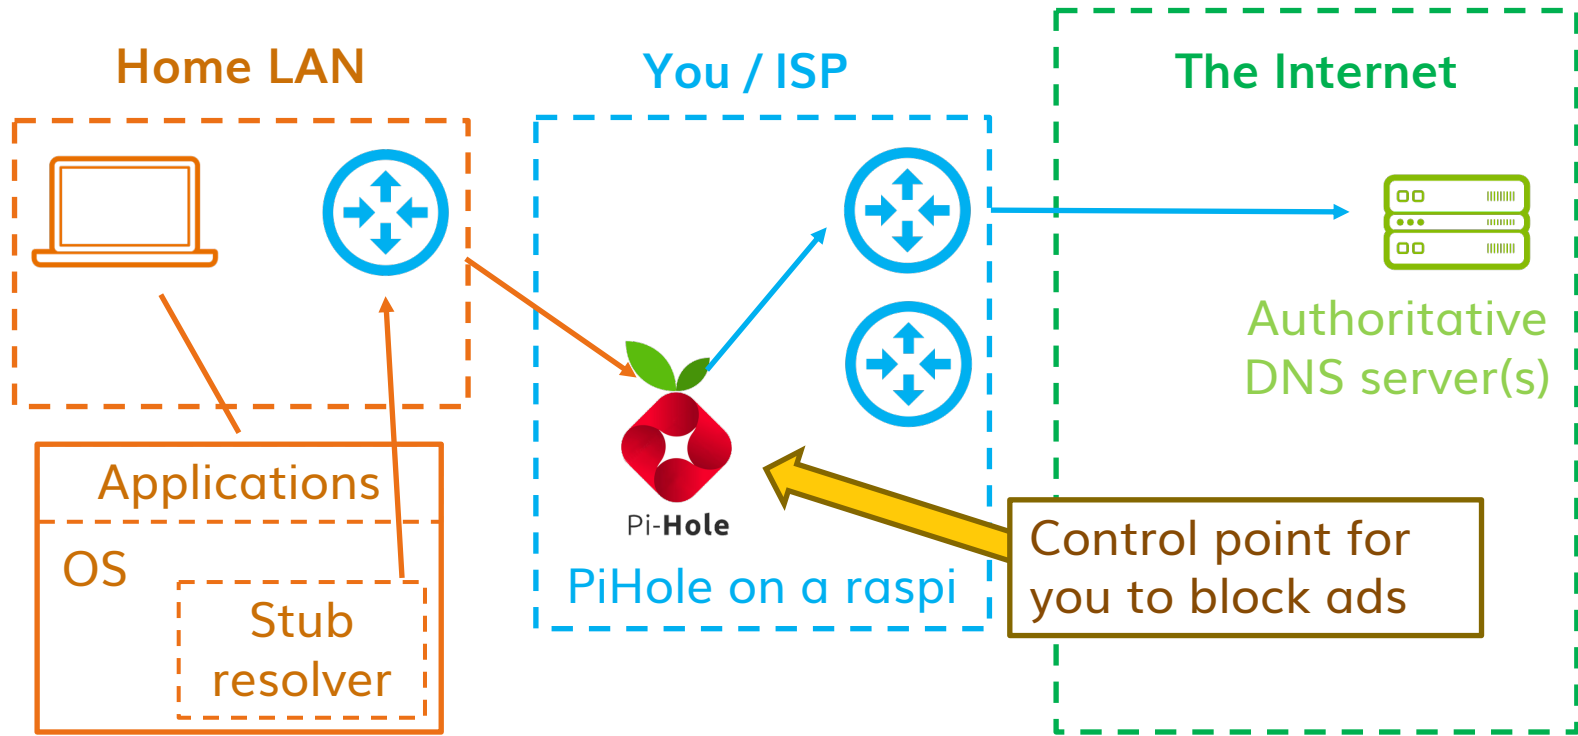 Home LAN
You / ISP
The Internet
Authoritative
DNS server(s)
Applications
OS
Stub
resolver
Pi-Hole
PiHole on a raspi
Control point for
you to block ads